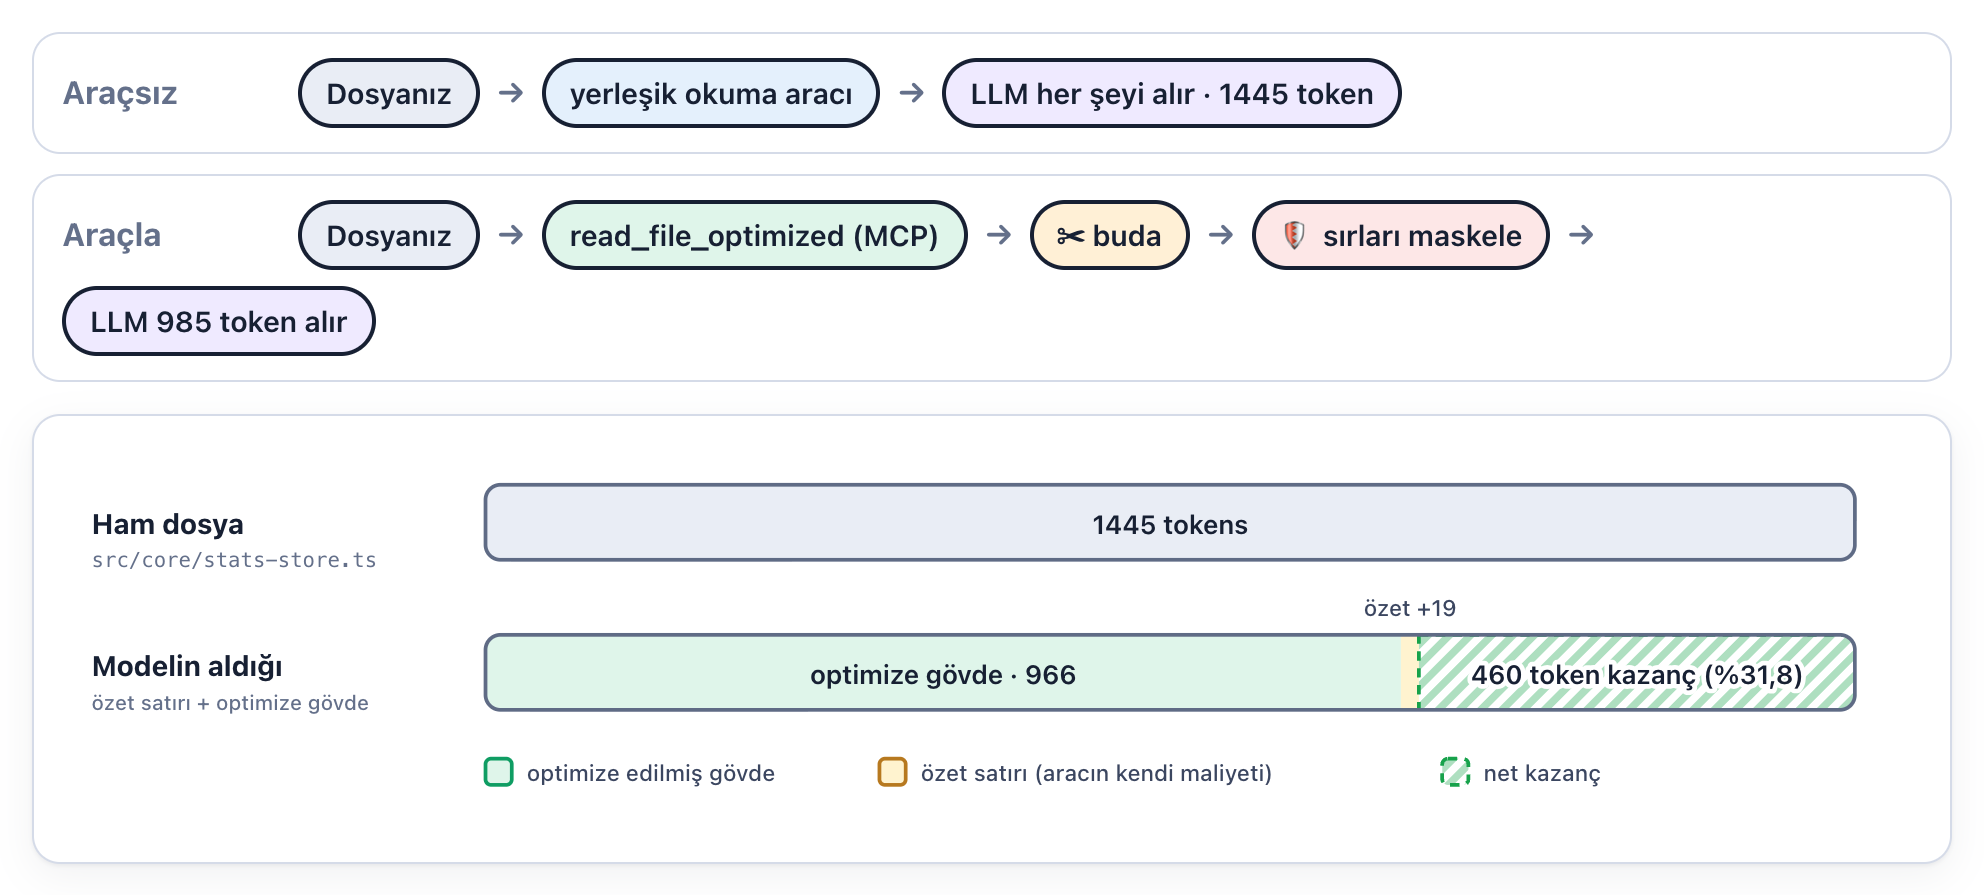 Araçsız Dosyanız → yerleşik okuma aracı → LLM her şeyi alır · 1445 token
Araçla Dosyanız → read_file_optimized (MCP) → ✂ buda → 🛡 sırları maskele →
LLM 985 token alır
Ham dosya
src/core/stats-store.ts
1445 tokens
özet +19
Modelin aldığı
özet satırı + optimize gövde
optimize gövde · 966
460 token kazanç (%31,8)
optimize edilmiş gövde
özet satırı (aracın kendi maliyeti)
net kazanç